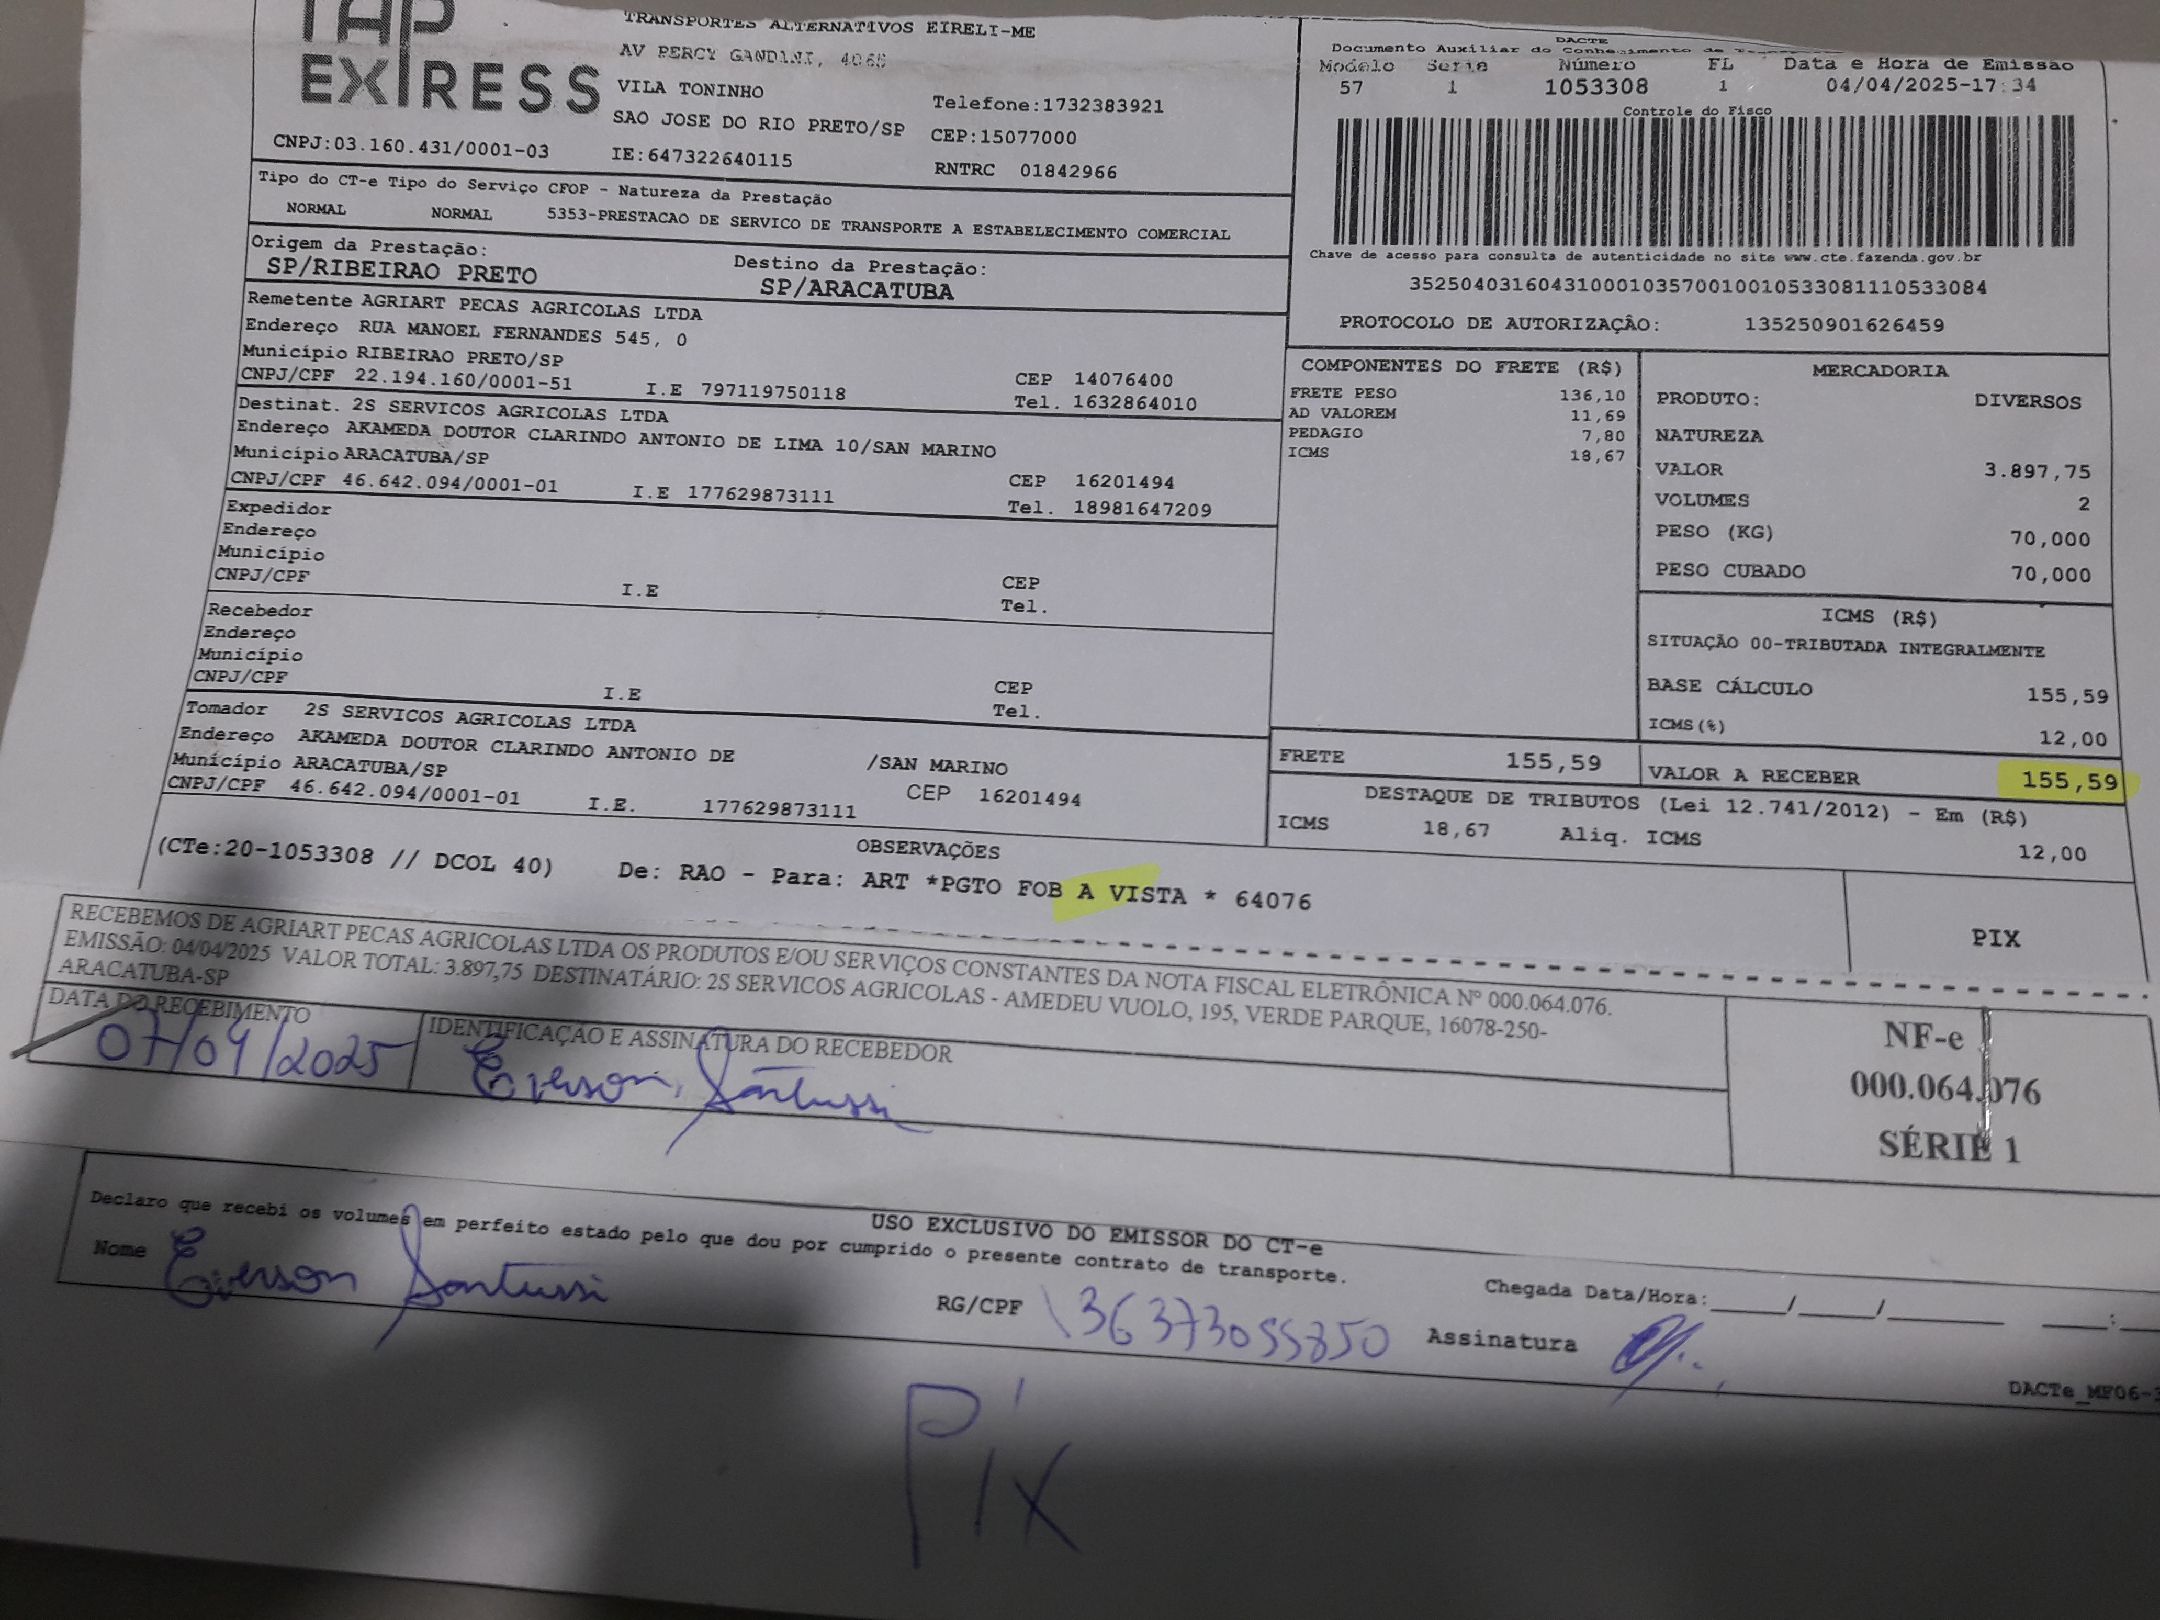 TAP
EXPRESS
TRANSPORTES ALTERNATIVOS EIRELI-ME
AV PERCY GANDINI, 4065
VILA TONINHO
Telefone:1732383921
SAO JOSE DO RIO PRETO/SP CEP:15077000
CNPJ:03.160.431/0001-03 IE:647322640115 RNTRC 01842966
DACTE
Documento Auxiliar do Conhecimento de
Modelo Serie Número FL Data e Hora de Emissão
57 1 1053308 1 04/04/2025-17:34
Controle do Fisco
Chave de acesso para consulta de autenticidade no site www.cte.fazenda.gov.br
35250403160431000103570010010533081110533084
PROTOCOLO DE AUTORIZAÇÂO: 135250901626459
Tipo do CT-e Tipo do Serviço CFOP - Natureza da Prestação
NORMAL NORMAL 5353-PRESTACAO DE SERVICO DE TRANSPORTE A ESTABELECIMENTO COMERCIAL
Origem da Prestação: Destino da Prestação:
SP/RIBEIRAO PRETO SP/ARACATUBA
Remetente AGRIART PECAS AGRICOLAS LTDA
Endereço RUA MANOEL FERNANDES 545, 0
Município RIBEIRAO PRETO/SP CEP 14076400
CNPJ/CPF 22.194.160/0001-51 I.E 797119750118 Tel. 1632864010
Destinat. 2S SERVICOS AGRICOLAS LTDA
Endereço AKAMEDA DOUTOR CLARINDO ANTONIO DE LIMA 10/SAN MARINO
Município ARACATUBA/SP CEP 16201494
CNPJ/CPF 46.642.094/0001-01 I.E 177629873111 Tel. 18981647209
Expedidor
Endereço
Município CEP
CNPJ/CPF I.E Tel.
Recebedor
Endereço
Município CEP
CNPJ/CPF I.E Tel.
Tomador 2S SERVICOS AGRICOLAS LTDA
Endereço AKAMEDA DOUTOR CLARINDO ANTONIO DE /SAN MARINO
Município ARACATUBA/SP CEP 16201494
CNPJ/CPF 46.642.094/0001-01 I.E. 177629873111
COMPONENTES DO FRETE (R$)
FRETE PESO 136,10
AD VALOREM 11,69
PEDAGIO 7,80
ICMS 18,67
FRETE 155,59
MERCADORIA
PRODUTO: DIVERSOS
NATUREZA
VALOR 3.897,75
VOLUMES 2
PESO (KG) 70,000
PESO CUBADO 70,000
ICMS (R$)
SITUAÇÃO 00-TRIBUTADA INTEGRALMENTE
BASE CÁLCULO 155,59
ICMS(%) 12,00
VALOR A RECEBER 155,59
DESTAQUE DE TRIBUTOS (Lei 12.741/2012) - Em (R$)
ICMS 18,67 Aliq. ICMS 12,00
OBSERVAÇÕES
(CTe:20-1053308 // DCOL 40) De: RAO - Para: ART *PGTO FOB A VISTA * 64076
PIX
RECEBEMOS DE AGRIART PECAS AGRICOLAS LTDA OS PRODUTOS E/OU SERVIÇOS CONSTANTES DA NOTA FISCAL ELETRÔNICA Nº 000.064.076.
EMISSÃO: 04/04/2025 VALOR TOTAL: 3.897,75 DESTINATÁRIO: 2S SERVICOS AGRICOLAS - AMEDEU VUOLO, 195, VERDE PARQUE, 16078-250-
ARACATUBA-SP
DATA DO RECEBIMENTO IDENTIFICAÇÃO E ASSINATURA DO RECEBEDOR
07/04/2025 Everson Santussi
NF-e
000.064.076
SÉRIE 1
USO EXCLUSIVO DO EMISSOR DO CT-e
Declaro que recebi os volumes em perfeito estado pelo que dou por cumprido o presente contrato de transporte.
Nome Everson Santussi RG/CPF 36373055850 Assinatura
Chegada Data/Hora:_____/_____/_______ ____:
DACTe_MF06-
Pix